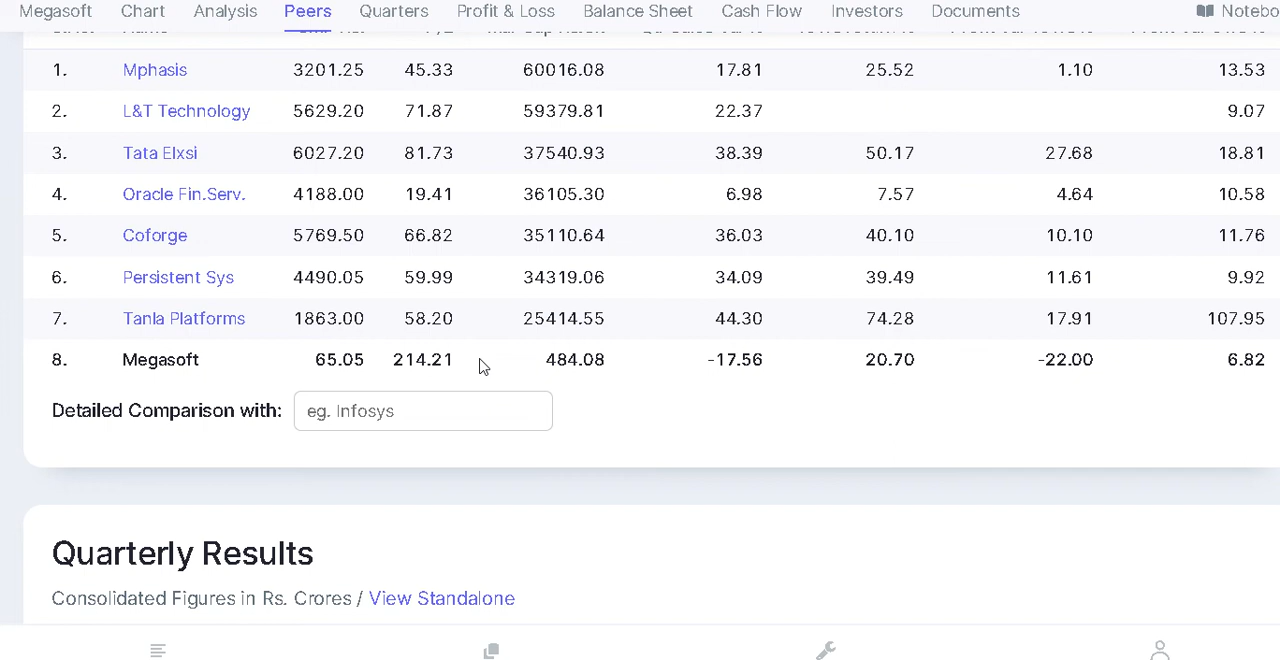 Megasoft Chart Analysis Peers Quarters Profit & Loss Balance Sheet Cash Flow Investors Documents Notebo
1. Mphasis 3201.25 45.33 60016.08 17.81 25.52 1.10 13.53
2. L&T Technology 5629.20 71.87 59379.81 22.37 9.07
3. Tata Elxsi 6027.20 81.73 37540.93 38.39 50.17 27.68 18.81
4. Oracle Fin.Serv. 4188.00 19.41 36105.30 6.98 7.57 4.64 10.58
5. Coforge 5769.50 66.82 35110.64 36.03 40.10 10.10 11.76
6. Persistent Sys 4490.05 59.99 34319.06 34.09 39.49 11.61 9.92
7. Tanla Platforms 1863.00 58.20 25414.55 44.30 74.28 17.91 107.95
8. Megasoft 65.05 214.21 484.08 -17.56 20.70 -22.00 6.82
Detailed Comparison with: eg. Infosys
Quarterly Results
Consolidated Figures in Rs. Crores / View Standalone